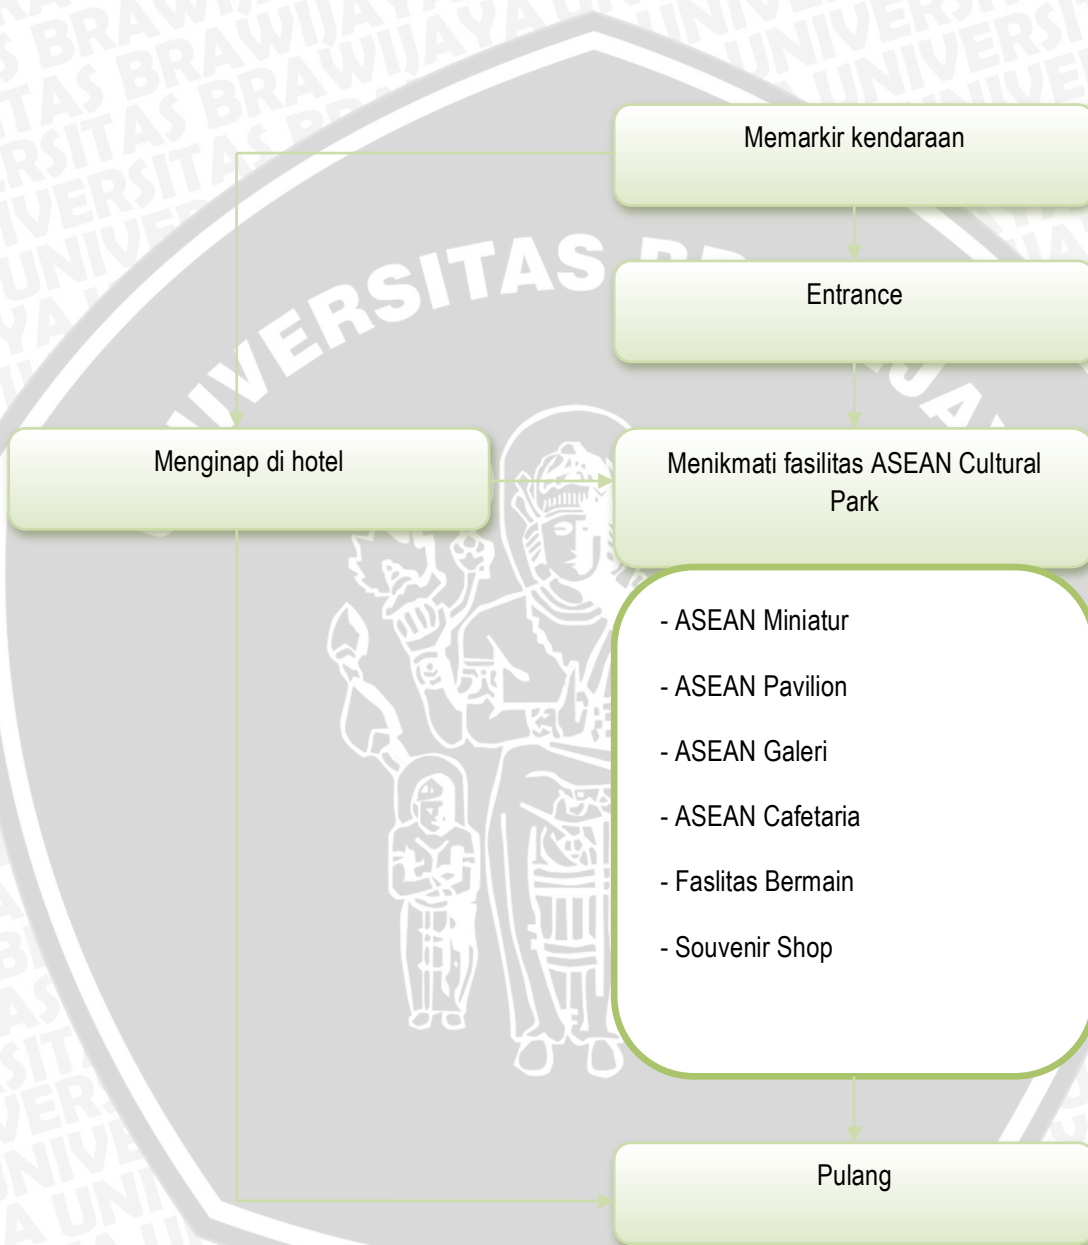 Memarkir kendaraan
Entrance
Menginap di hotel
Menikmati fasilitas ASEAN Cultural
Park
- ASEAN Miniatur
- ASEAN Pavilion
- ASEAN Galeri
- ASEAN Cafetaria
- Faslitas Bermain
- Souvenir Shop
Pulang